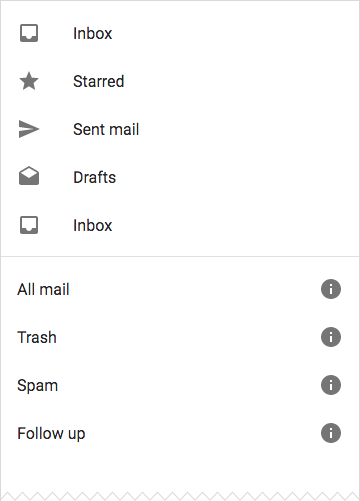 Inbox
Starred
Sent mail
Drafts
Inbox
All mail
Trash
Spam
Follow up